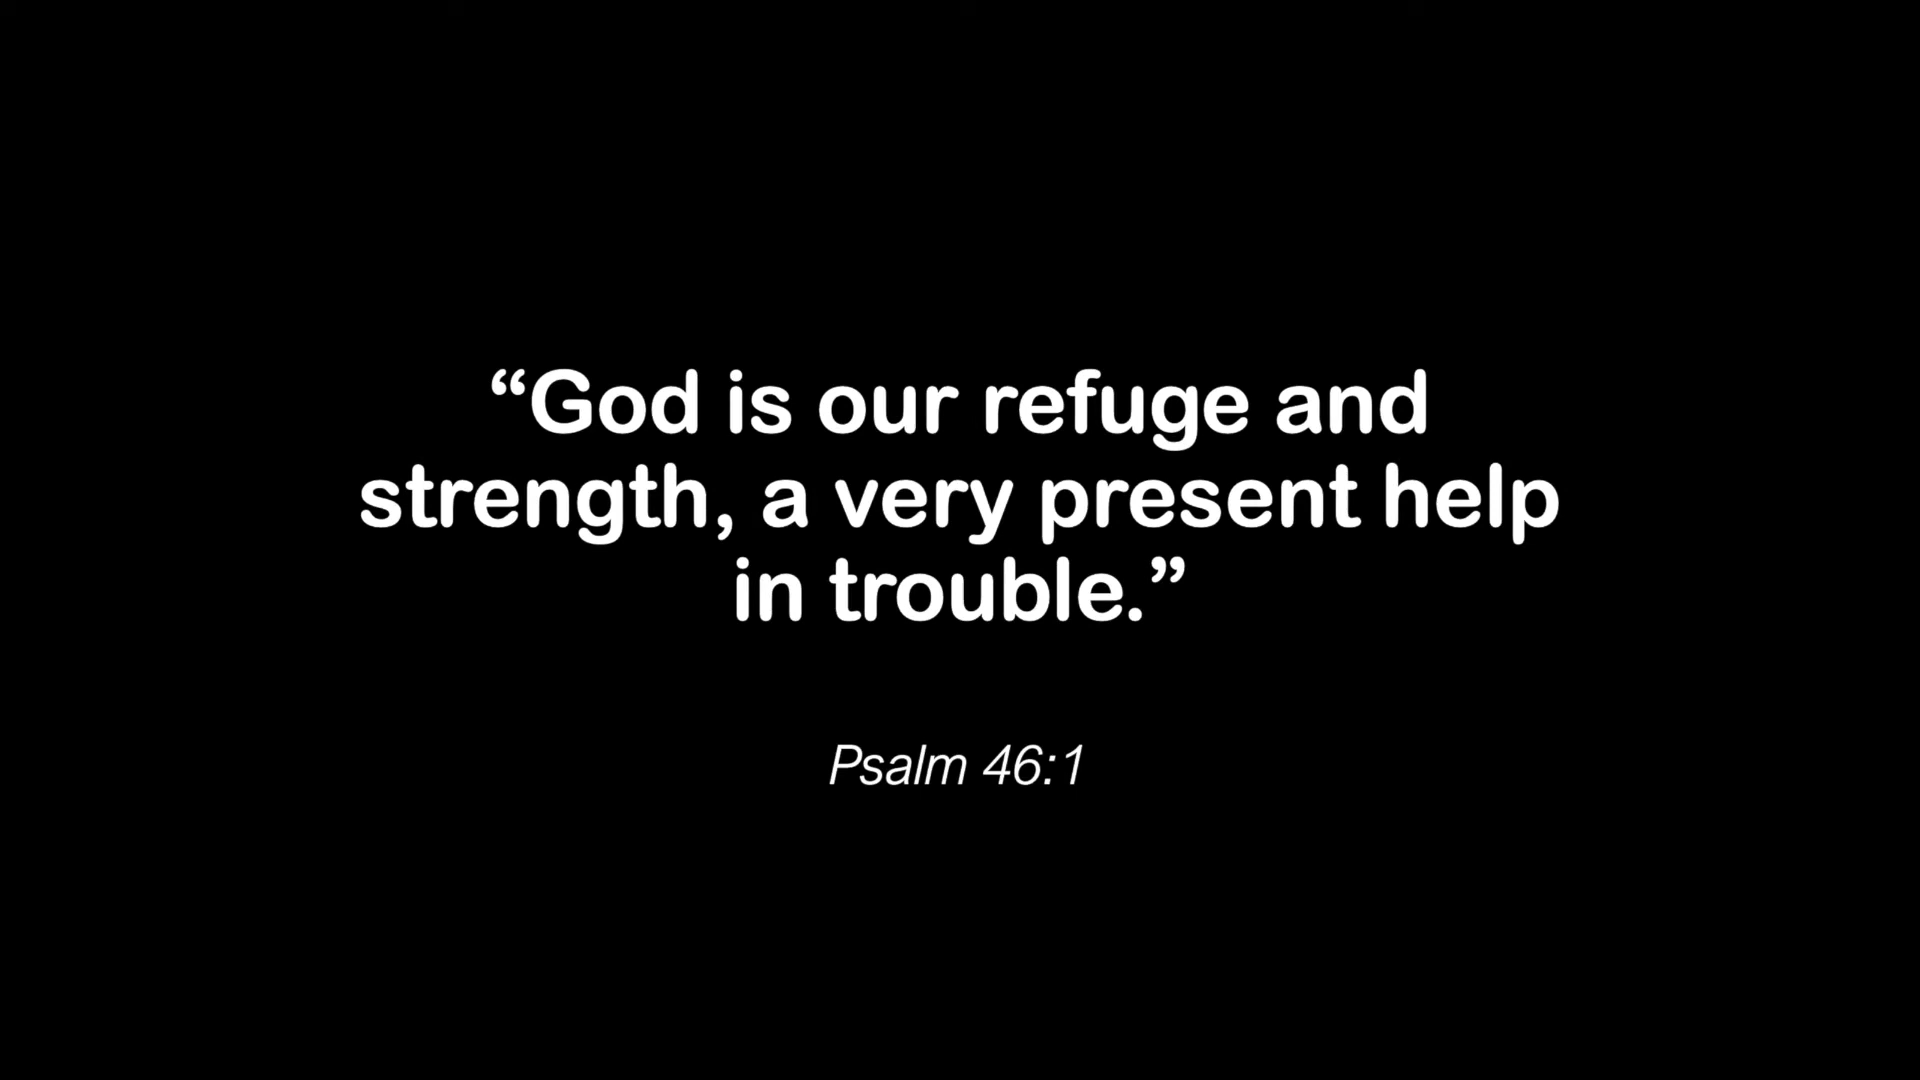 “God is our refuge and
strength, a very present help
in trouble.”
Psalm 46:1